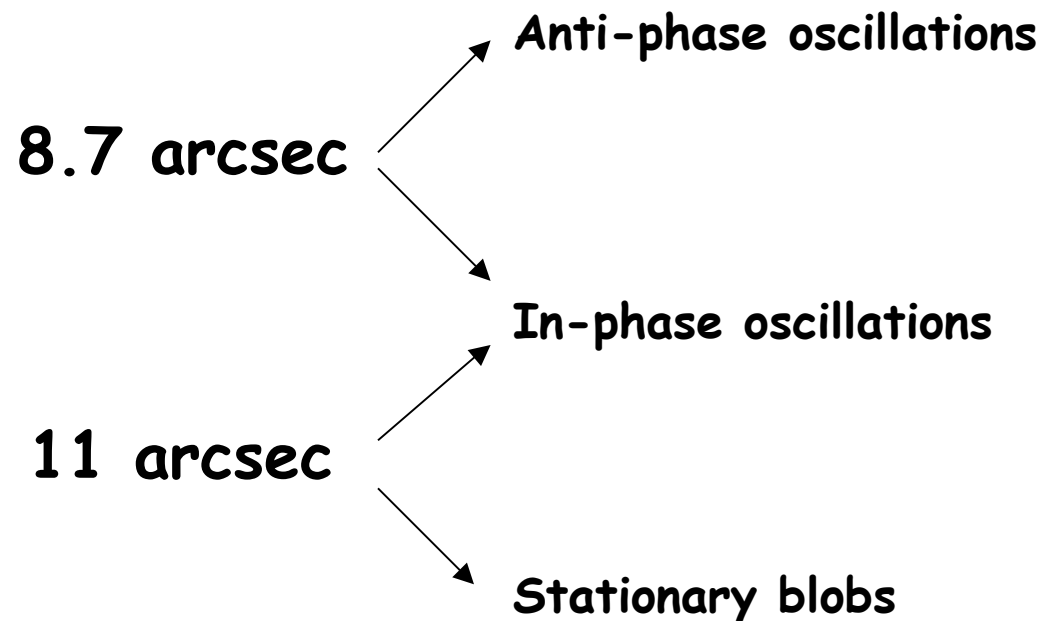 Anti-phase oscillations
8.7 arcsec
In-phase oscillations
11 arcsec
Stationary blobs